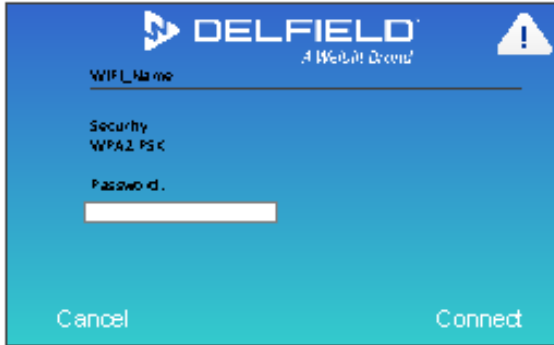 DELFIELD
A Welbilt Brand
WIFI_Name
Security
WPA2 PSK
Password:
Cancel
Connect